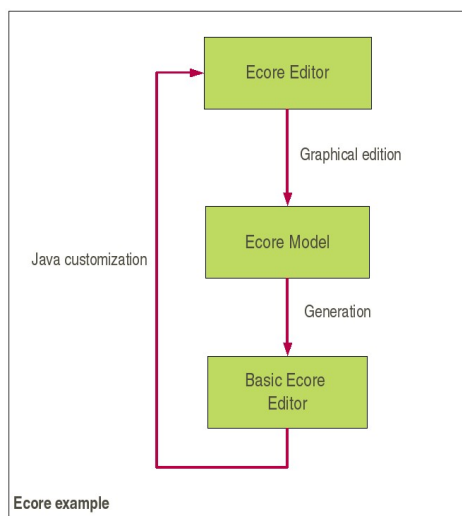 Ecore Editor
Graphical edition
Ecore Model
Java customization
Generation
Basic Ecore
Editor
Ecore example